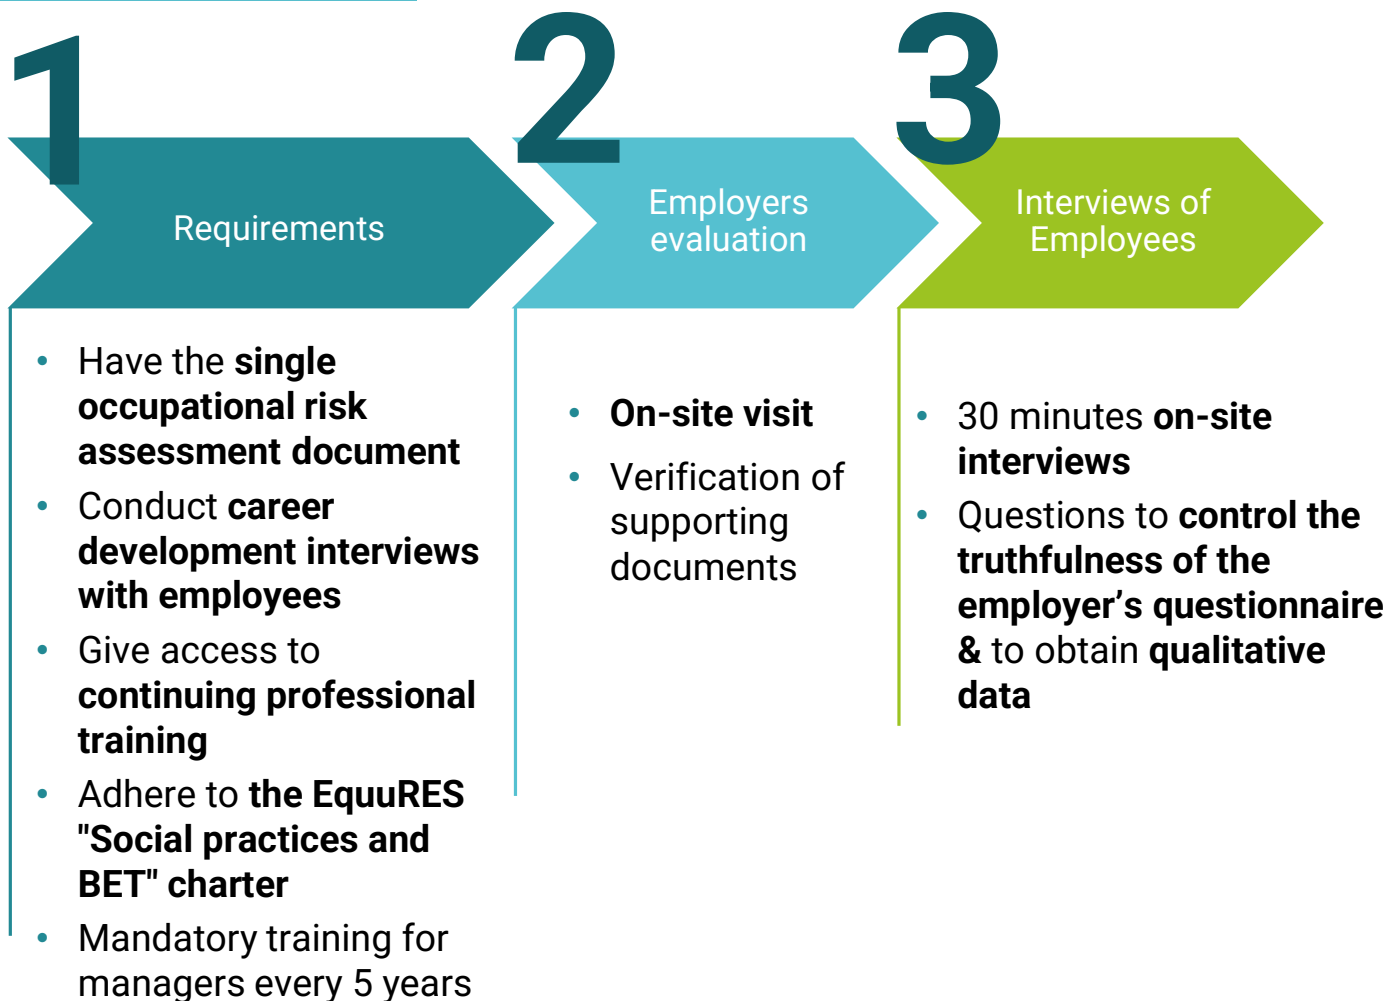 1
Requirements
• Have the single
occupational risk
assessment document
• Conduct career
development interviews
with employees
• Give access to
continuing professional
training
• Adhere to the EquuRES
"Social practices and
BET" charter
• Mandatory training for
managers every 5 years
2
Employers
evaluation
• On-site visit
• Verification of
supporting
documents
3
Interviews of
Employees
• 30 minutes on-site
interviews
• Questions to control the
truthfulness of the
employer’s questionnaire
& to obtain qualitative
data